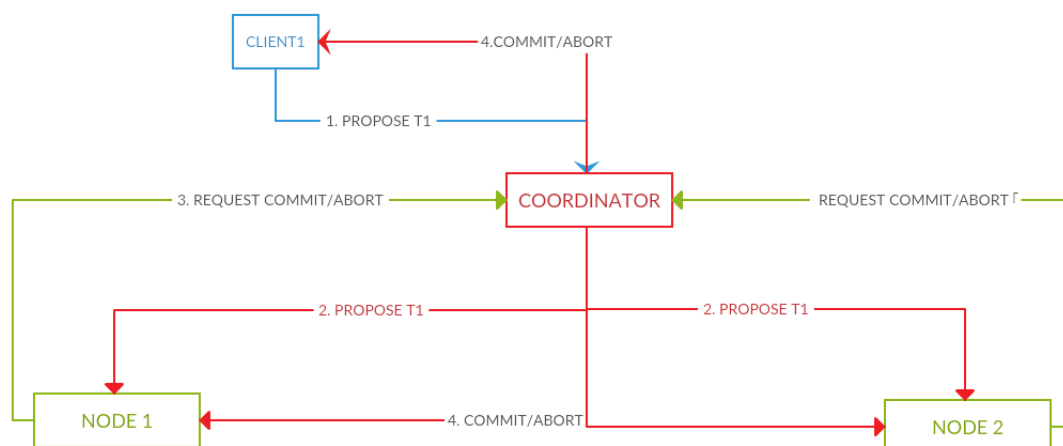 CLIENT1
4.COMMIT/ABORT
1. PROPOSE T1
3. REQUEST COMMIT/ABORT
COORDINATOR
REQUEST COMMIT/ABORT「
2. PROPOSE T1
2. PROPOSE T1
NODE 1
4. COMMIT/ABORT
NODE 2